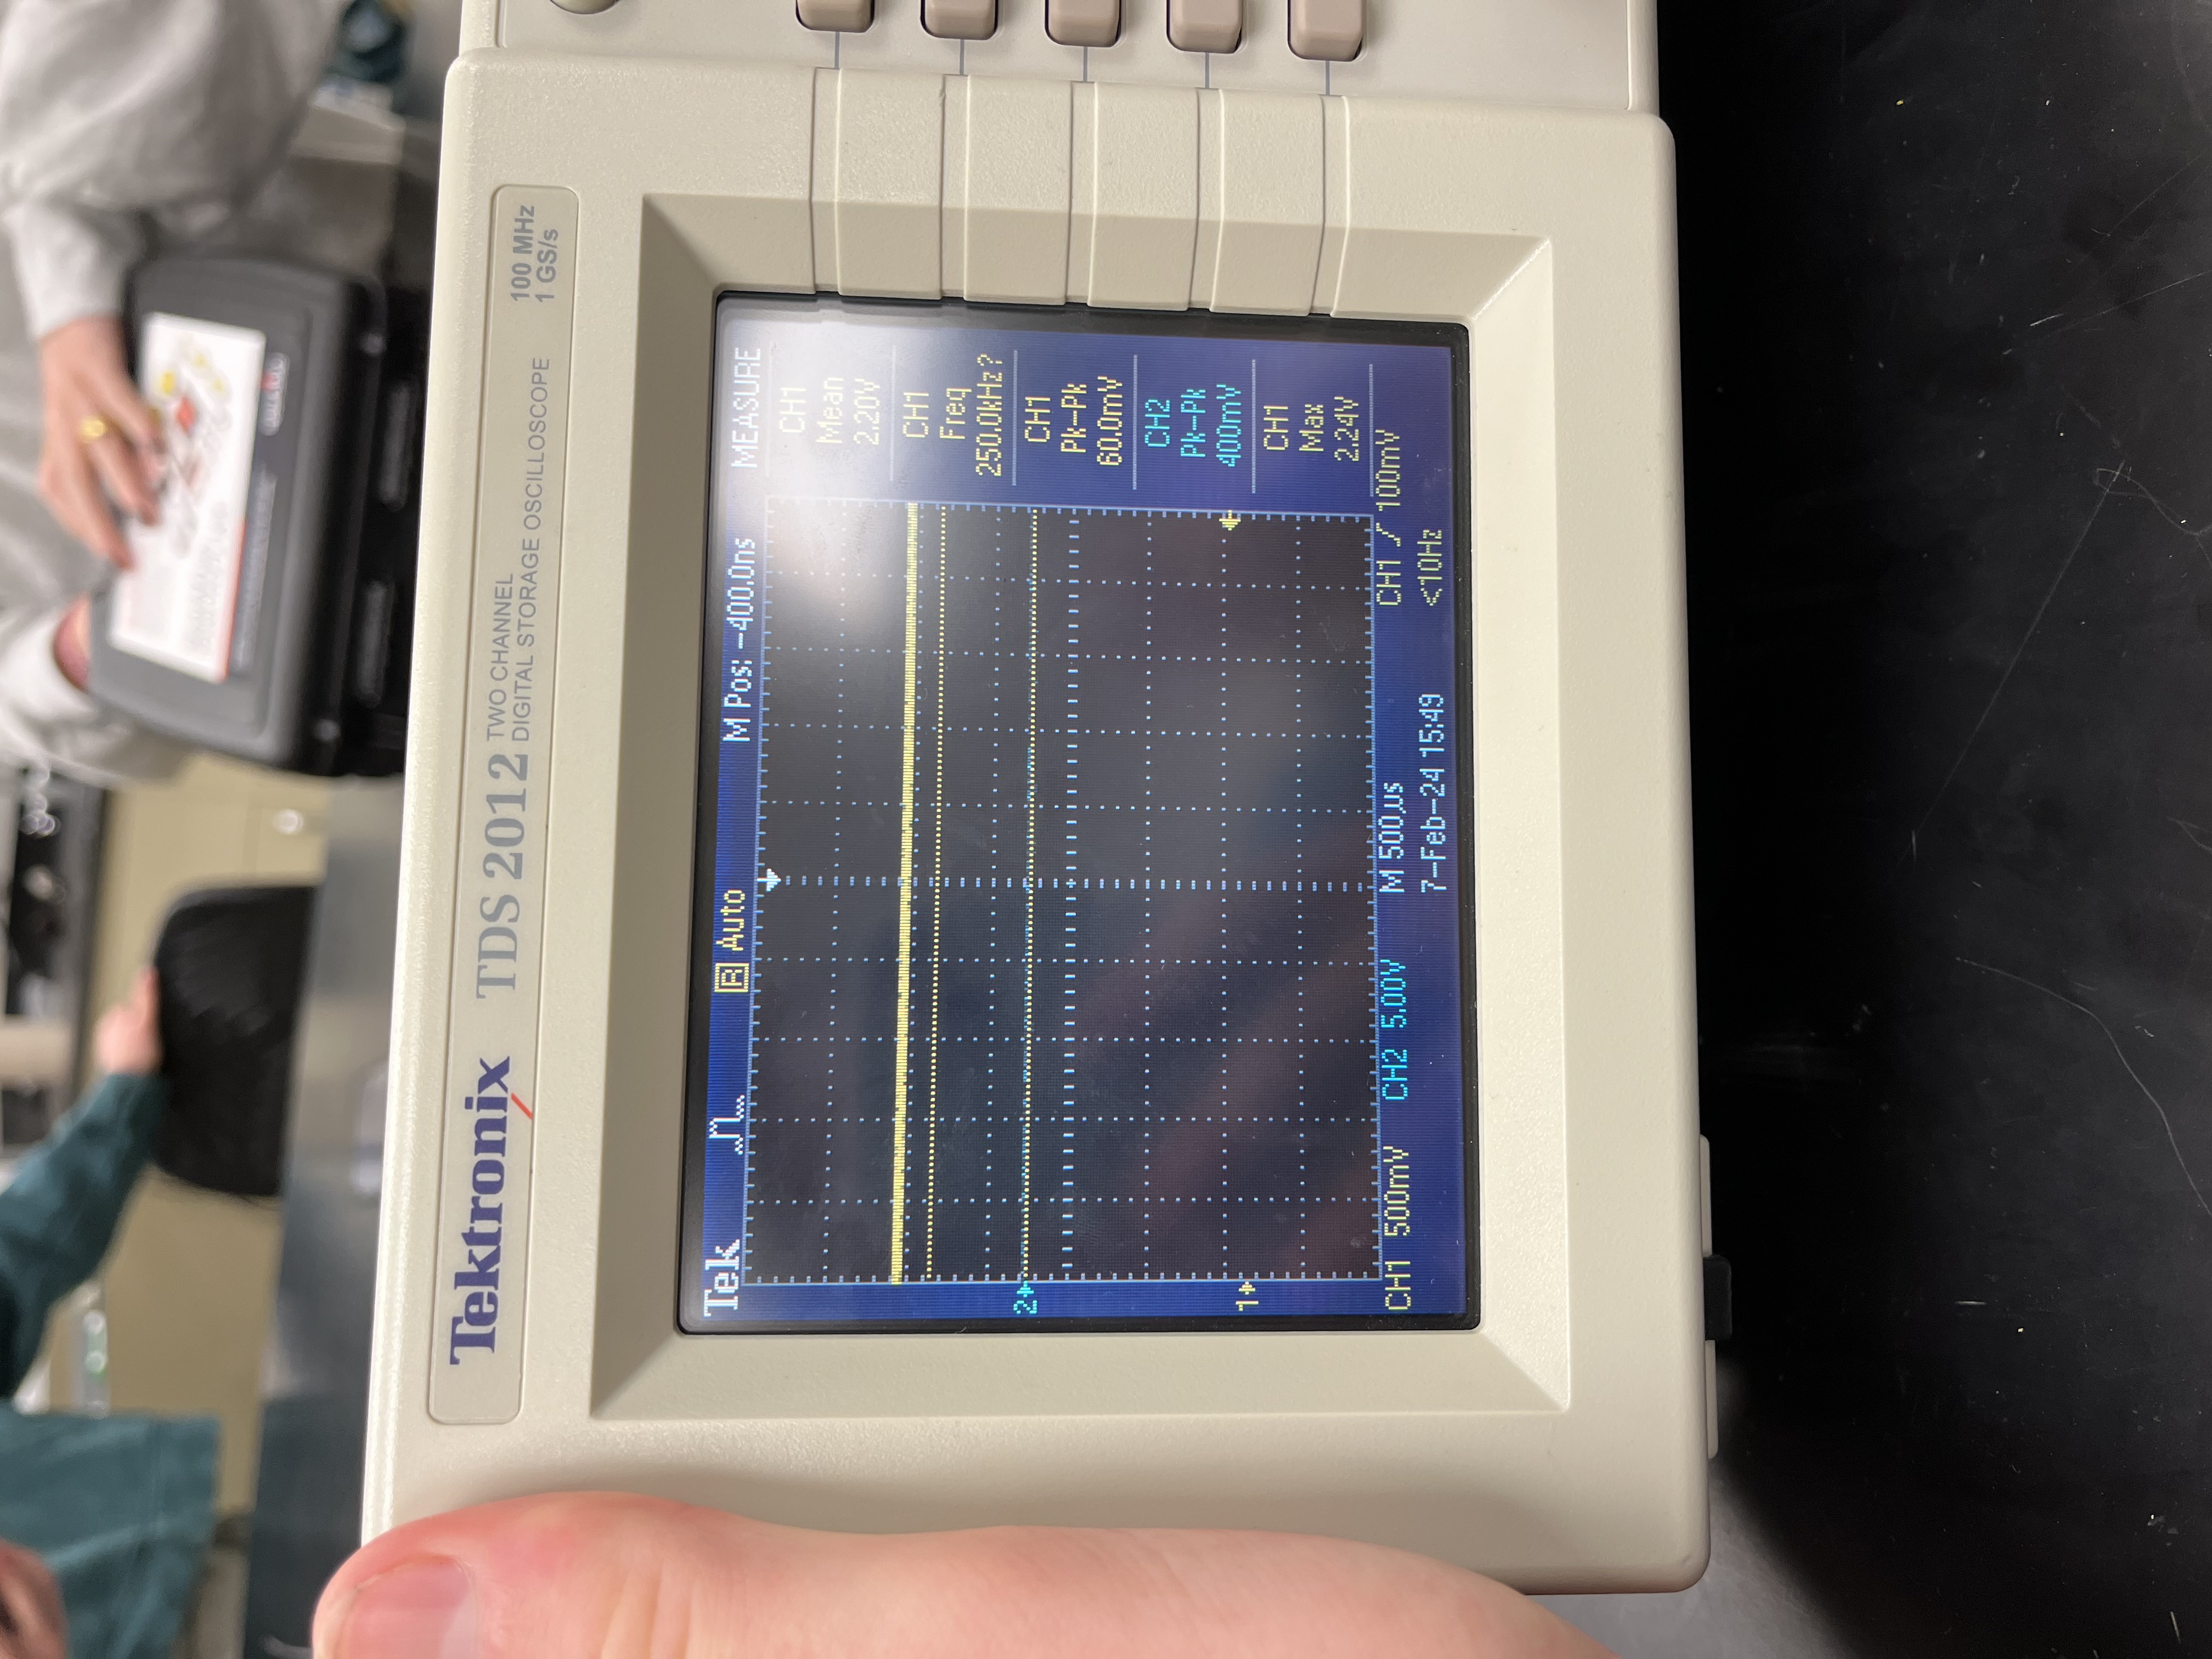 Tektronix TDS 2012 TWO CHANNEL
DIGITAL STORAGE OSCILLOSCOPE
100 MHz
1 GS/s
Tek R Auto M Pos: -400.0ns MEASURE
CH1
Mean
2.20V
CH1
Freq
250.0kHz?
CH1
Pk-Pk
60.0mV
CH2
Pk-Pk
400mV
CH1
Max
2.24V
2
1
CH1 500mV CH2 5.00V M 500µs CH1 100mV
7-Feb-24 15:49 <10Hz